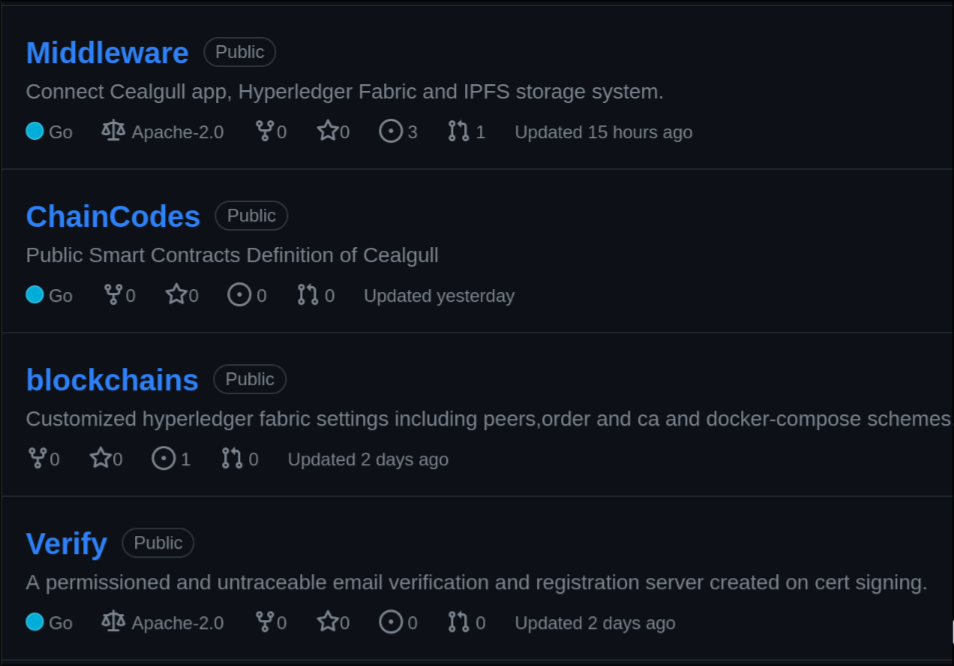 Middleware Public
Connect Cealgull app, Hyperledger Fabric and IPFS storage system.
Go Apache-2.0 0 0 3 1 Updated 15 hours ago
ChainCodes Public
Public Smart Contracts Definition of Cealgull
Go 0 0 0 0 Updated yesterday
blockchains Public
Customized hyperledger fabric settings including peers,order and ca and docker-compose schemes
0 0 1 0 Updated 2 days ago
Verify Public
A permissioned and untraceable email verification and registration server created on cert signing.
Go Apache-2.0 0 0 0 0 Updated 2 days ago